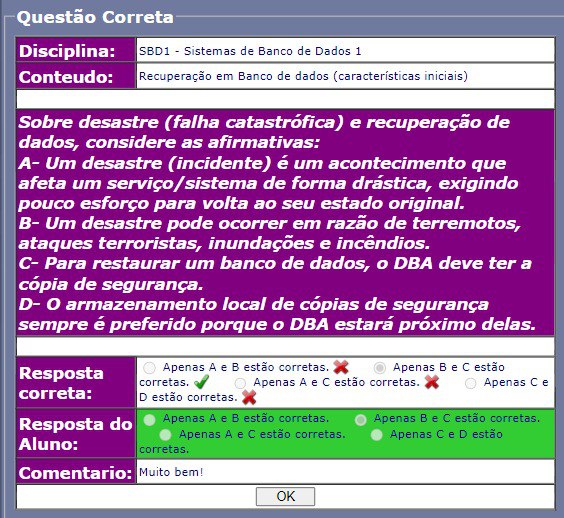 Questão Correta
Disciplina: SBD1 - Sistemas de Banco de Dados 1
Conteudo: Recuperação em Banco de dados (características iniciais)
Sobre desastre (falha catastrófica) e recuperação de
dados, considere as afirmativas:
A- Um desastre (incidente) é um acontecimento que
afeta um serviço/sistema de forma drástica, exigindo
pouco esforço para volta ao seu estado original.
B- Um desastre pode ocorrer em razão de terremotos,
ataques terroristas, inundações e incêndios.
C- Para restaurar um banco de dados, o DBA deve ter a
cópia de segurança.
D- O armazenamento local de cópias de segurança
sempre é preferido porque o DBA estará próximo delas.
Resposta correta:
Apenas A e B estão corretas. Apenas B e C estão
corretas. Apenas A e C estão corretas. Apenas C e
D estão corretas.
Resposta do Aluno:
Apenas A e B estão corretas. Apenas B e C estão corretas.
Apenas A e C estão corretas. Apenas C e D estão
corretas.
Comentario: Muito bem!
OK